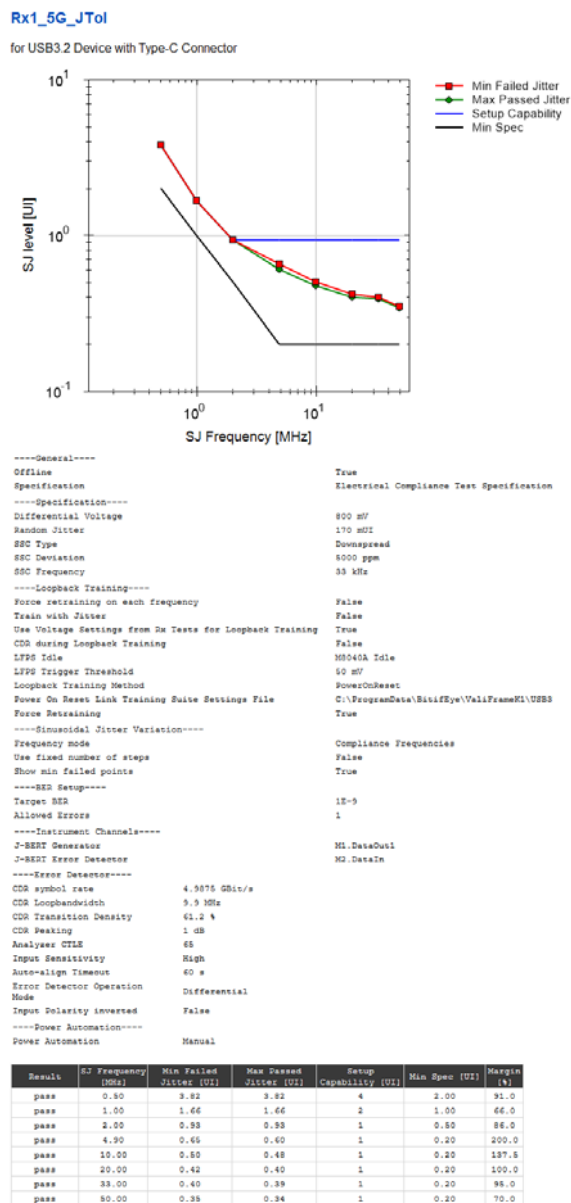 Rx1_5G_JTol
for USB3.2 Device with Type-C Connector
10^1
Min Failed Jitter
Max Passed Jitter
Setup Capability
Min Spec
SJ level [UI]
10^0
10^-1
10^0 10^1
SJ Frequency [MHz]
----General----
Offline True
Specification Electrical Compliance Test Specification
----Specification----
Differential Voltage 800 mV
Random Jitter 170 mUI
SSC Type Downspread
SSC Deviation 5000 ppm
SSC Frequency 33 kHz
----Loopback Training----
Force retraining on each frequency False
Train with Jitter False
Use Voltage Settings from Rx Tests for Loopback Training True
CDR during Loopback Training False
LFPS Idle M8040A Idle
LFPS Trigger Threshold 50 mV
Loopback Training Method PowerOnReset
Power On Reset Link Training Suite Settings File C:\ProgramData\BitifEye\ValiFrameK1\USB3
Force Retraining True
----Sinusoidal Jitter Variation----
Frequency mode Compliance Frequencies
Use fixed number of steps False
Show min failed points True
----BER Setup----
Target BER 1E-9
Allowed Errors 1
----Instrument Channels----
J-BERT Generator M1.DataOut1
J-BERT Error Detector M2.DataIn
----Error Detector----
CDR symbol rate 4.9875 GBit/s
CDR Loopbandwidth 9.9 MHz
CDR Transition Density 61.2 %
CDR Peaking 1 dB
Analyzer CTLE 65
Input Sensitivity High
Auto-align Timeout 60 s
Error Detector Operation Mode Differential
Input Polarity inverted False
----Power Automation----
Power Automation Manual
Result SJ Frequency [MHz] Min Failed Jitter [UI] Max Passed Jitter [UI] Setup Capability [UI] Min Spec [UI] Margin [%]
pass 0.50 3.82 3.82 4 2.00 91.0
pass 1.00 1.66 1.66 2 1.00 66.0
pass 2.00 0.93 0.93 1 0.50 86.0
pass 4.90 0.65 0.60 1 0.20 200.0
pass 10.00 0.50 0.48 1 0.20 137.5
pass 20.00 0.42 0.40 1 0.20 100.0
pass 33.00 0.40 0.39 1 0.20 95.0
pass 50.00 0.35 0.34 1 0.20 70.0